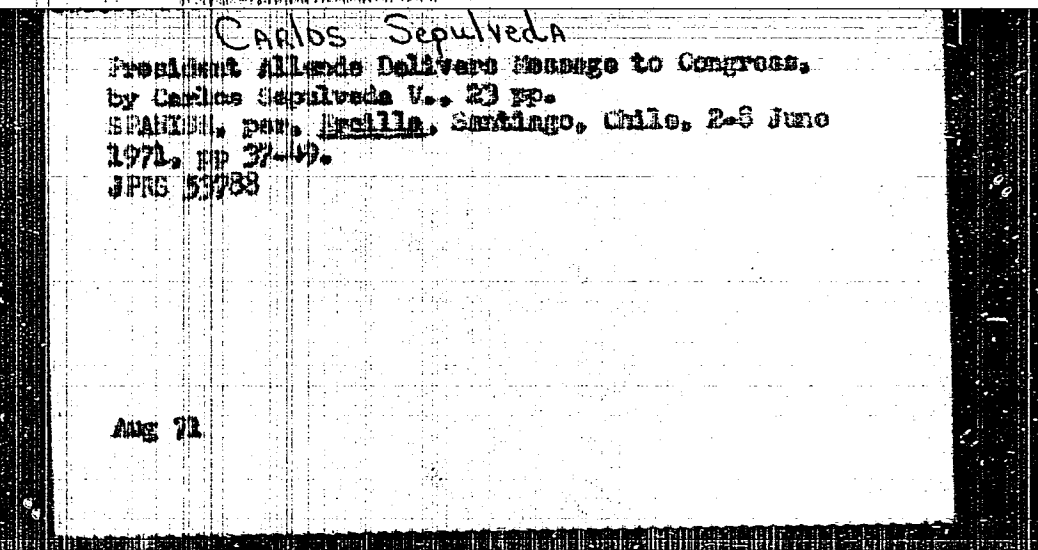 CARlos SepulvedA
President Allende Delivers Message to Congress,
by Carlos Sepulveda V., 23 pp.
SPANISH, per, Ercilla, Santiago, Chile, 2-8 June
1971, pp 37-49.
JPRS 53788
Aug 71